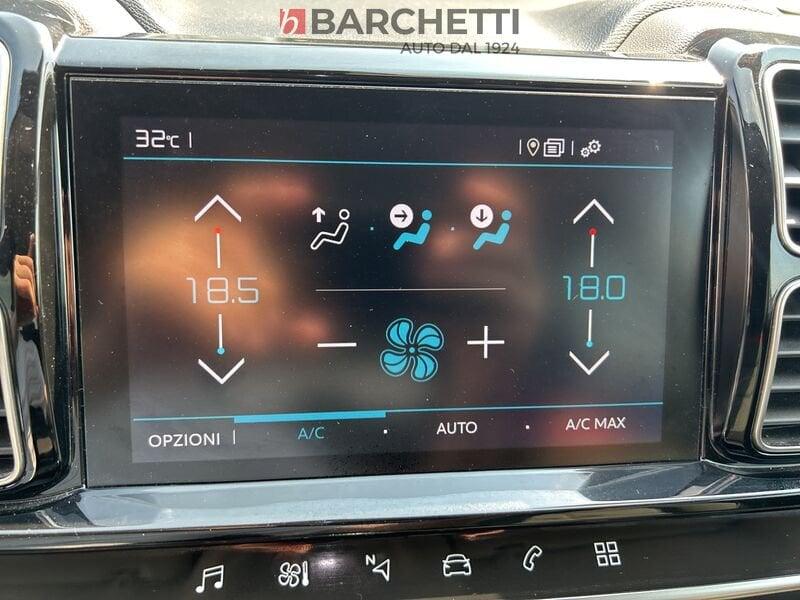 BARCHETTI
AUTO DAL 1924
32°C
18.5
18.0
OPZIONI A/C AUTO A/C MAX
N